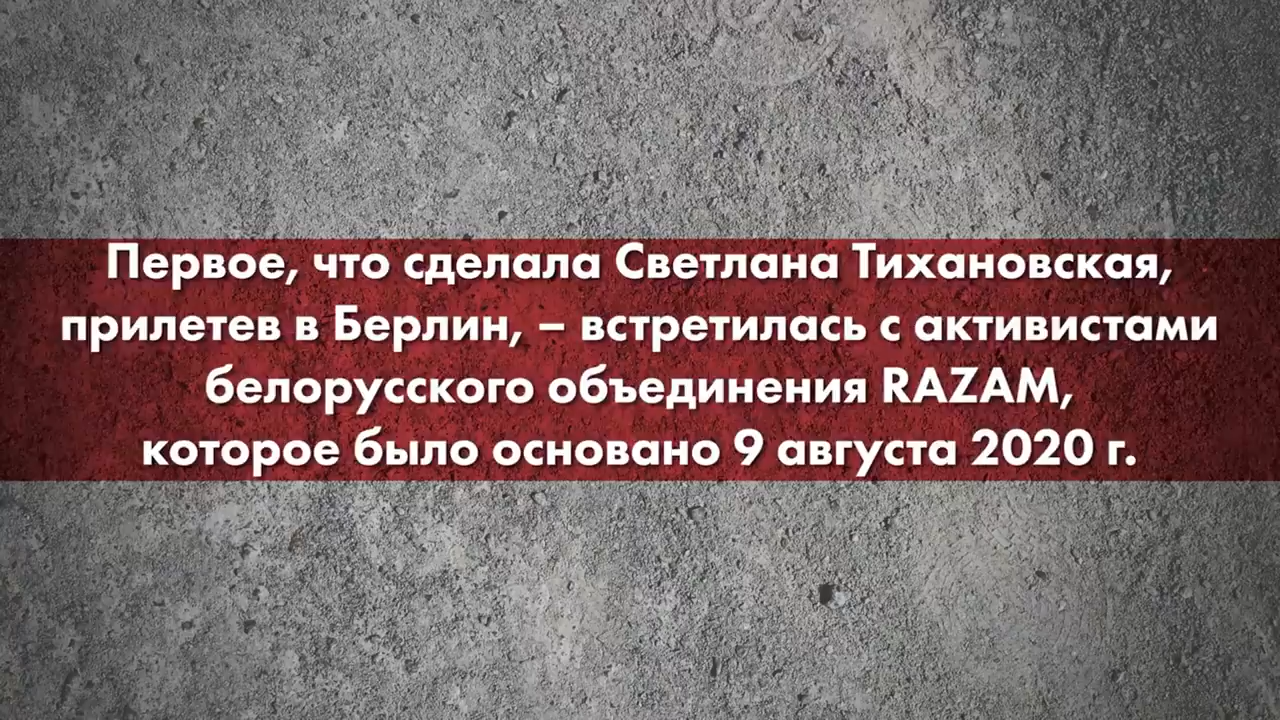 Первое, что сделала Светлана Тихановская,
прилетев в Берлин, – встретилась с активистами
белорусского объединения RAZAM,
которое было основано 9 августа 2020 г.